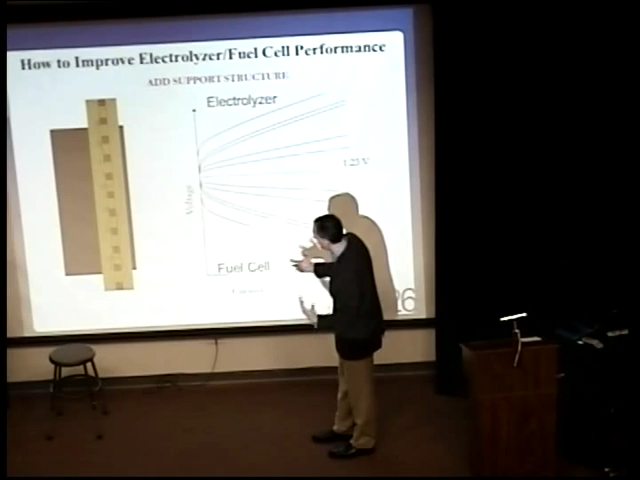 How to Improve Electrolyzer/Fuel Cell Performance
ADD SUPPORT STRUCTURE
Electrolyzer
1.23 V
Voltage
Fuel Cell
26